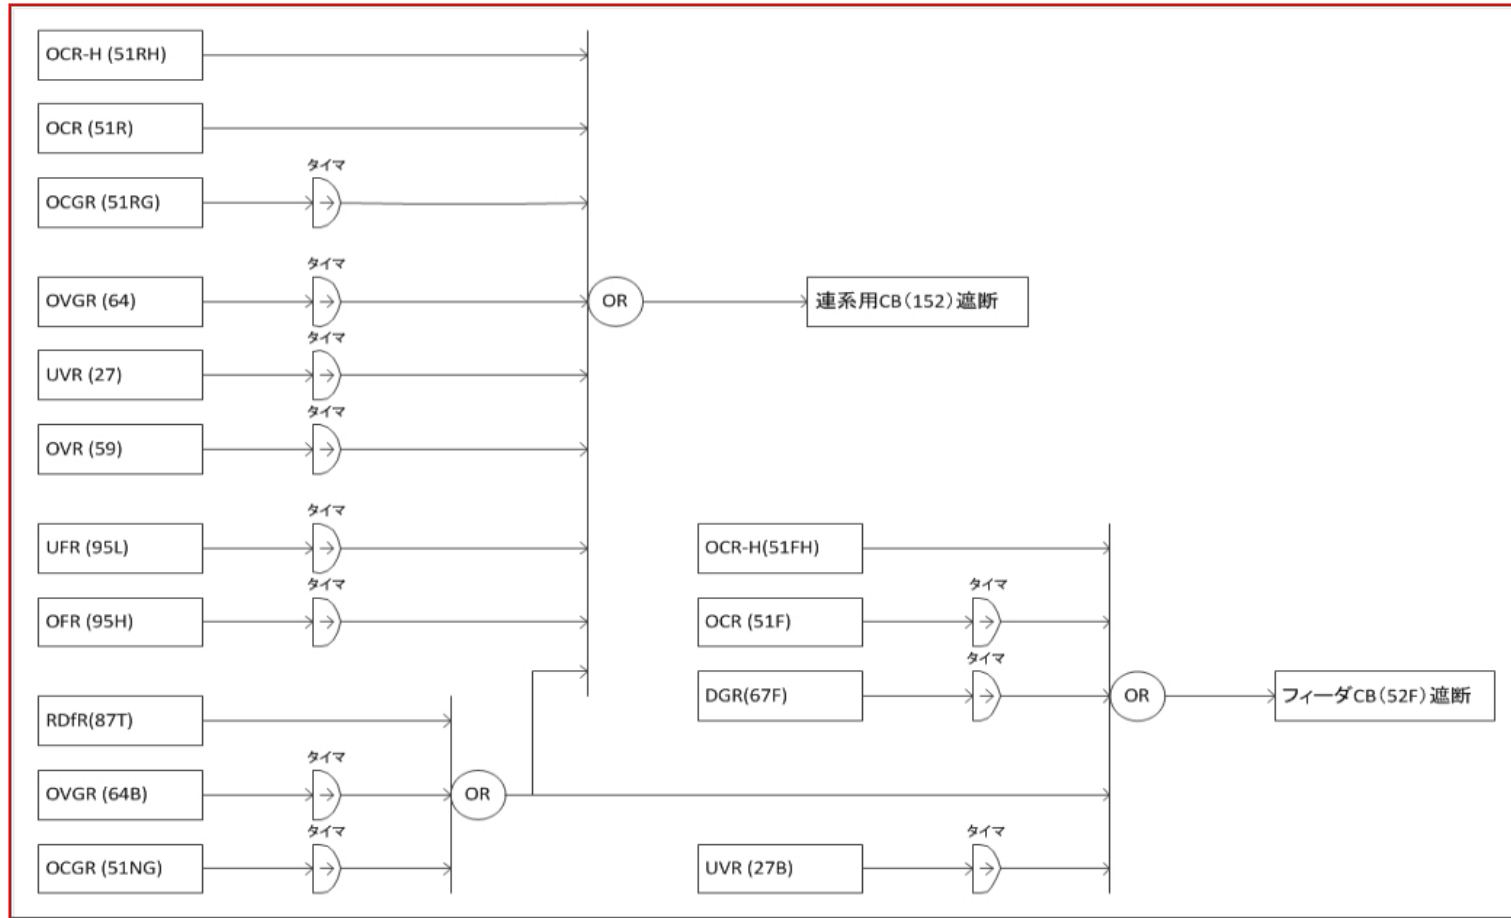 OCR-H (51RH)
OCR (51R)
タイマ
OCGR (51RG)
タイマ
OVGR (64)
OR
連系用CB(152)遮断
タイマ
UVR (27)
タイマ
OVR (59)
タイマ
UFR (95L)
OCR-H(51FH)
タイマ
タイマ
OFR (95H)
OCR (51F)
タイマ
DGR(67F)
OR
フィーダCB(52F)遮断
RDfR(87T)
タイマ
OVGR (64B)
OR
タイマ
タイマ
OCGR (51NG)
UVR (27B)